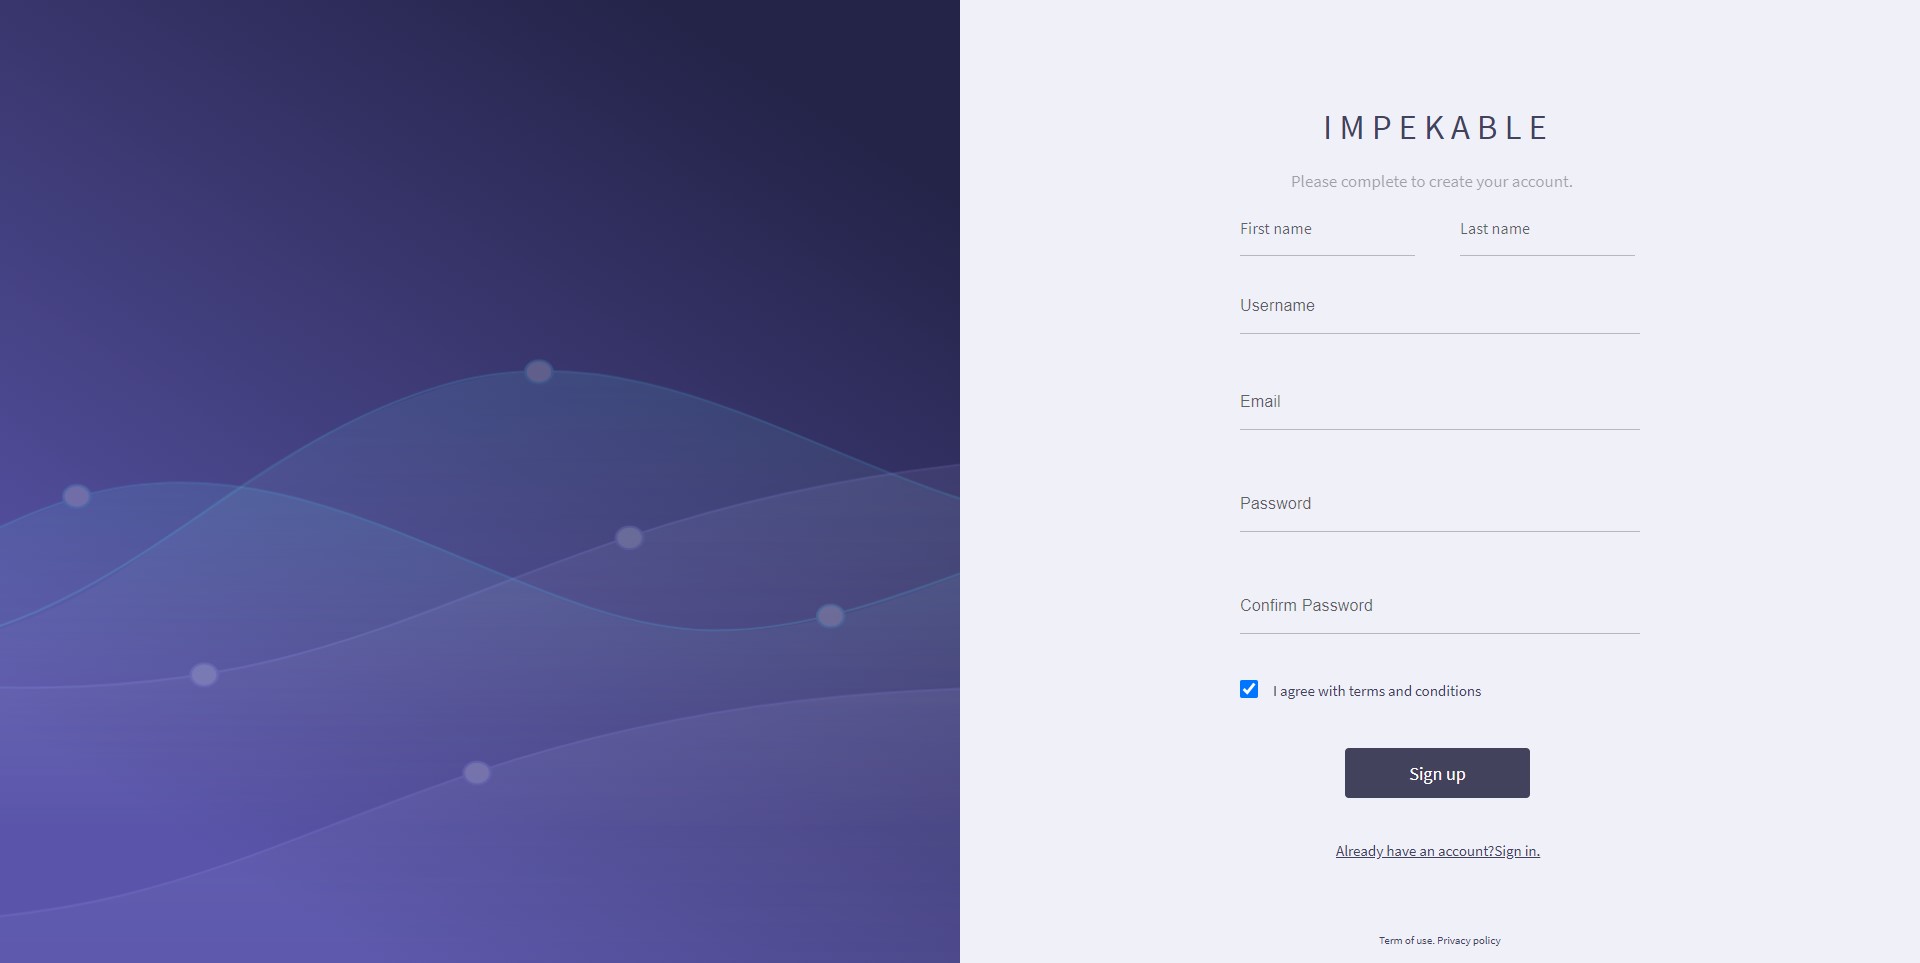 IMPEKABLE
Please complete to create your account.
First name Last name
Username
Email
Password
Confirm Password
I agree with terms and conditions
Sign up
Already have an account?Sign in.
Term of use. Privacy policy